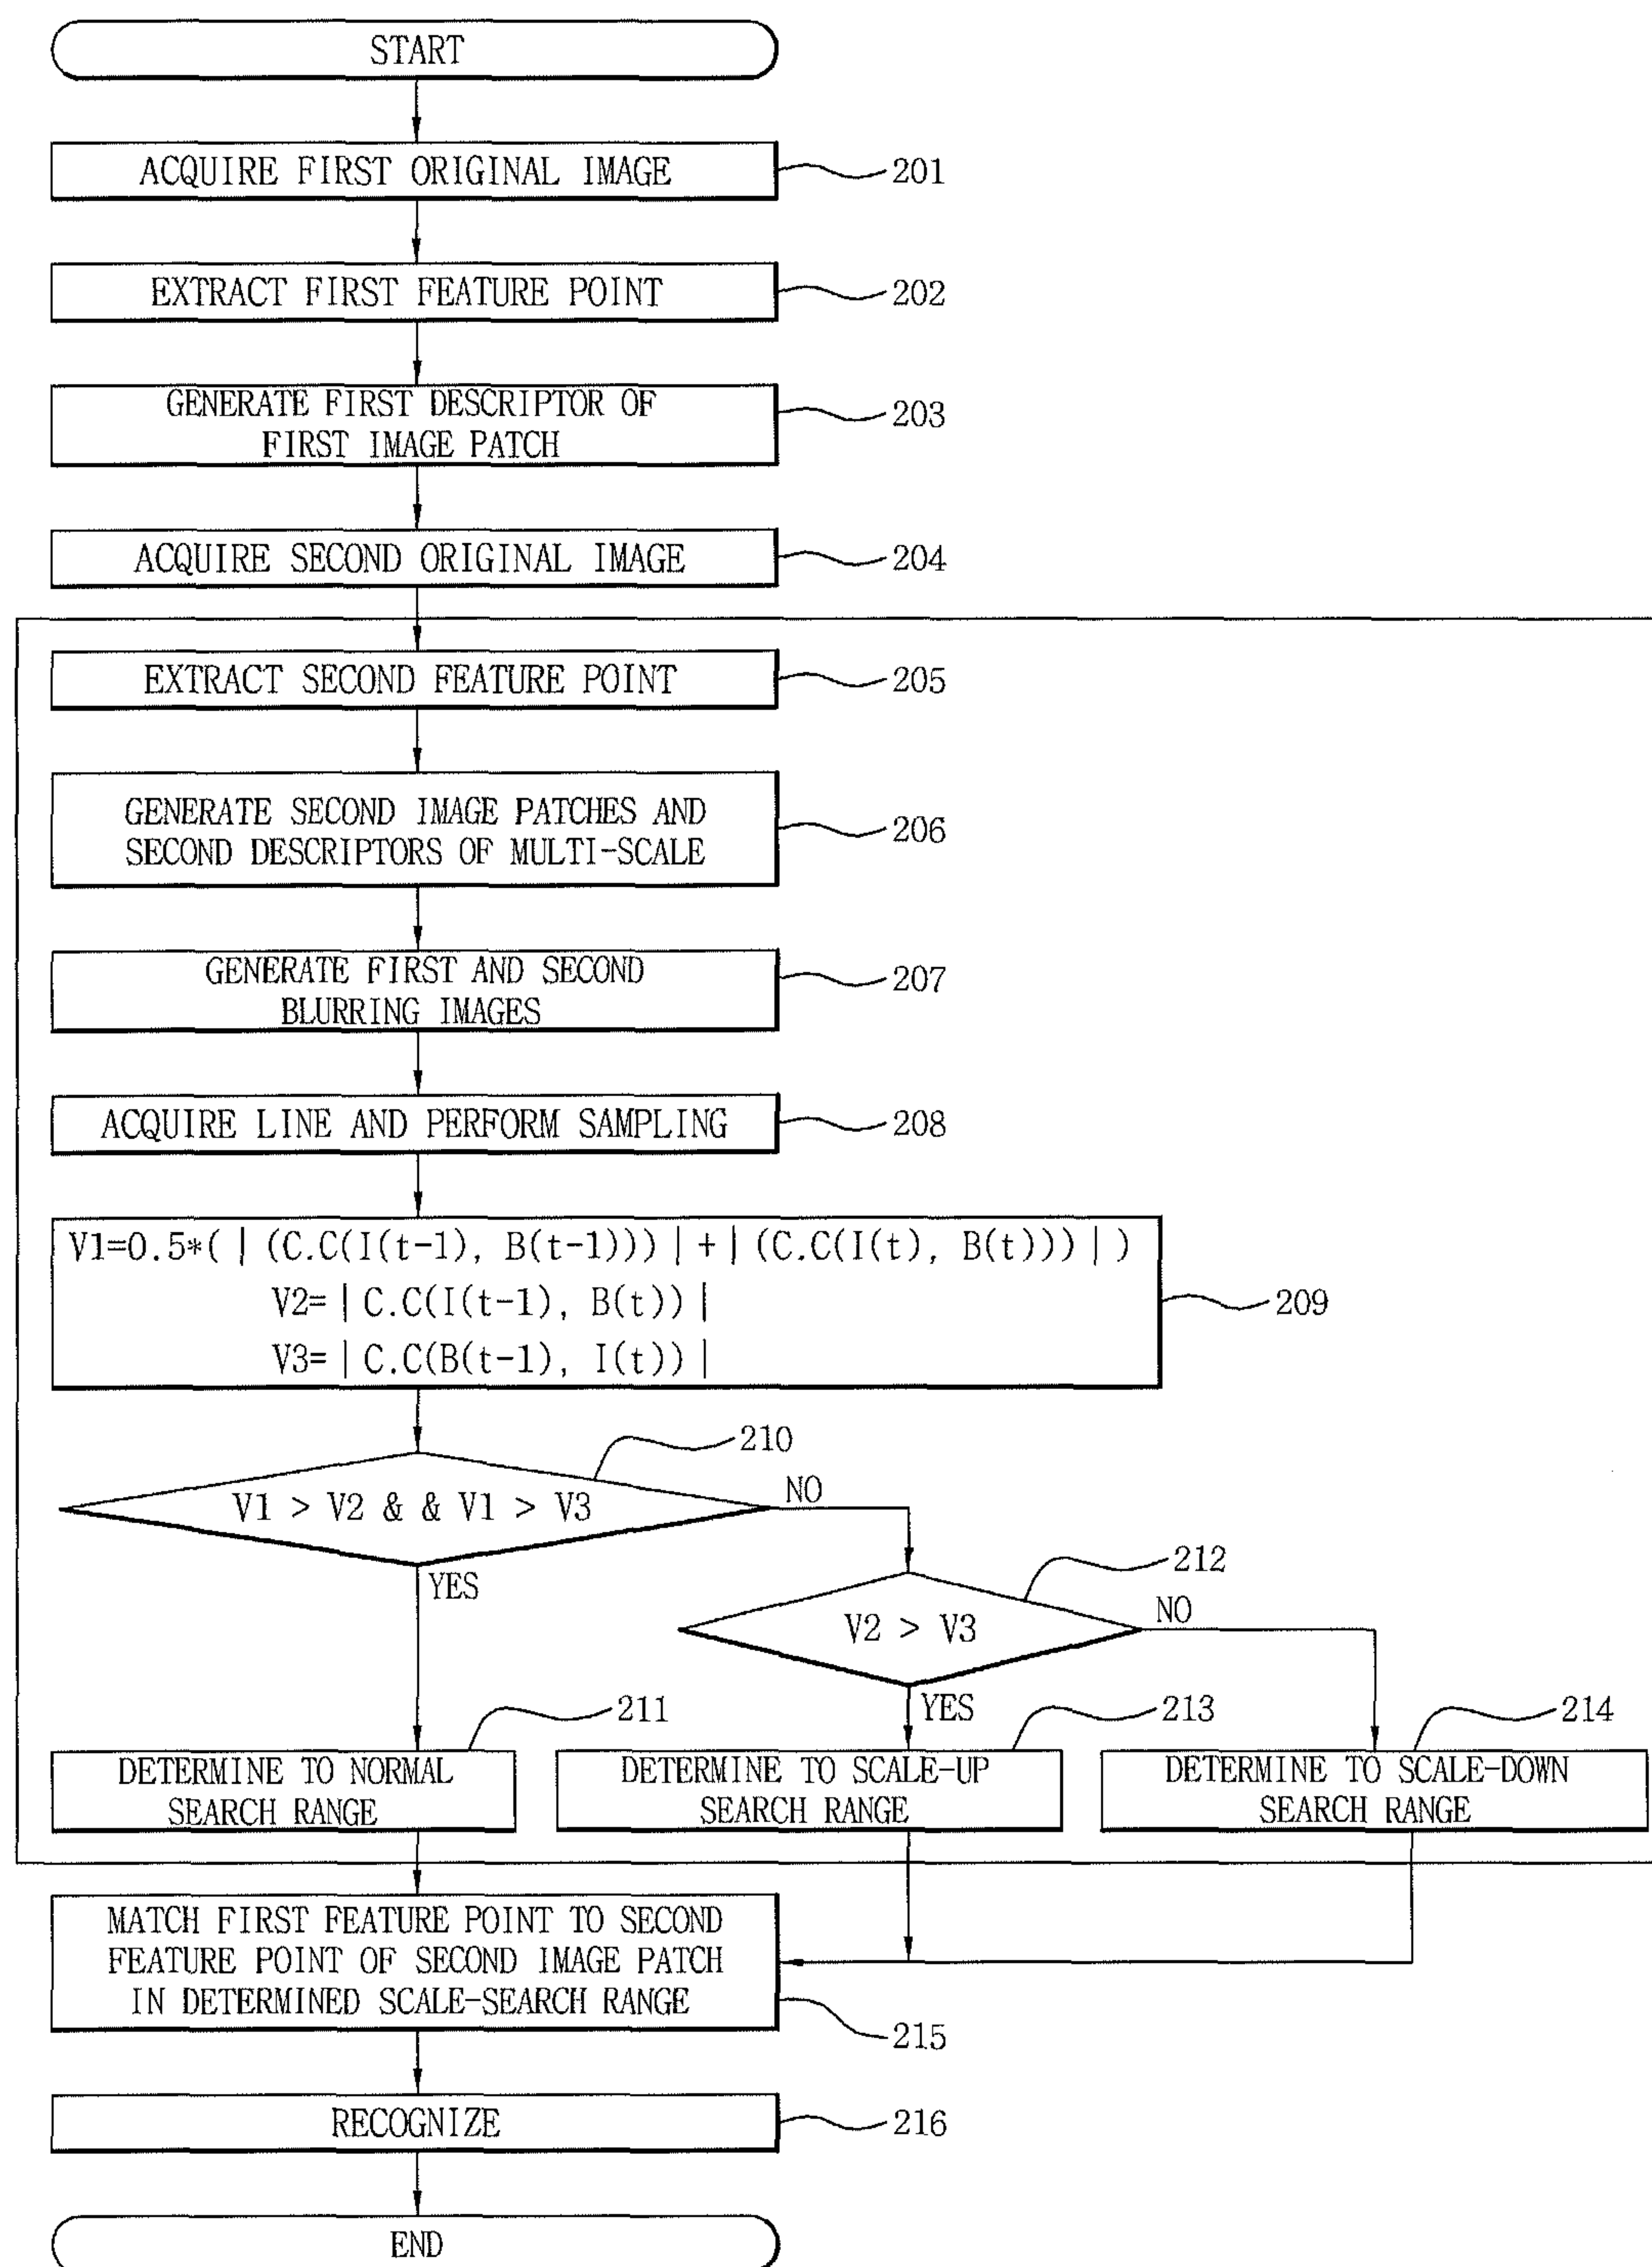 START
ACQUIRE FIRST ORIGINAL IMAGE
201
EXTRACT FIRST FEATURE POINT
202
GENERATE FIRST DESCRIPTOR OF
FIRST IMAGE PATCH
203
ACQUIRE SECOND ORIGINAL IMAGE
204
EXTRACT SECOND FEATURE POINT
205
GENERATE SECOND IMAGE PATCHES AND
SECOND DESCRIPTORS OF MULTI-SCALE
206
GENERATE FIRST AND SECOND
BLURRING IMAGES
207
ACQUIRE LINE AND PERFORM SAMPLING
208
V1=0.5*(|(C.C(I(t-1), B(t-1)))|+|(C.C(I(t), B(t)))|)
V2=|C.C(I(t-1), B(t))|
V3=|C.C(B(t-1), I(t))|
209
210
V1 > V2 & & V1 > V3
NO
YES
212
V2 > V3
NO
YES
211
213
214
DETERMINE TO NORMAL
SEARCH RANGE
DETERMINE TO SCALE-UP
SEARCH RANGE
DETERMINE TO SCALE-DOWN
SEARCH RANGE
MATCH FIRST FEATURE POINT TO SECOND
FEATURE POINT OF SECOND IMAGE PATCH
IN DETERMINED SCALE-SEARCH RANGE
215
RECOGNIZE
216
END